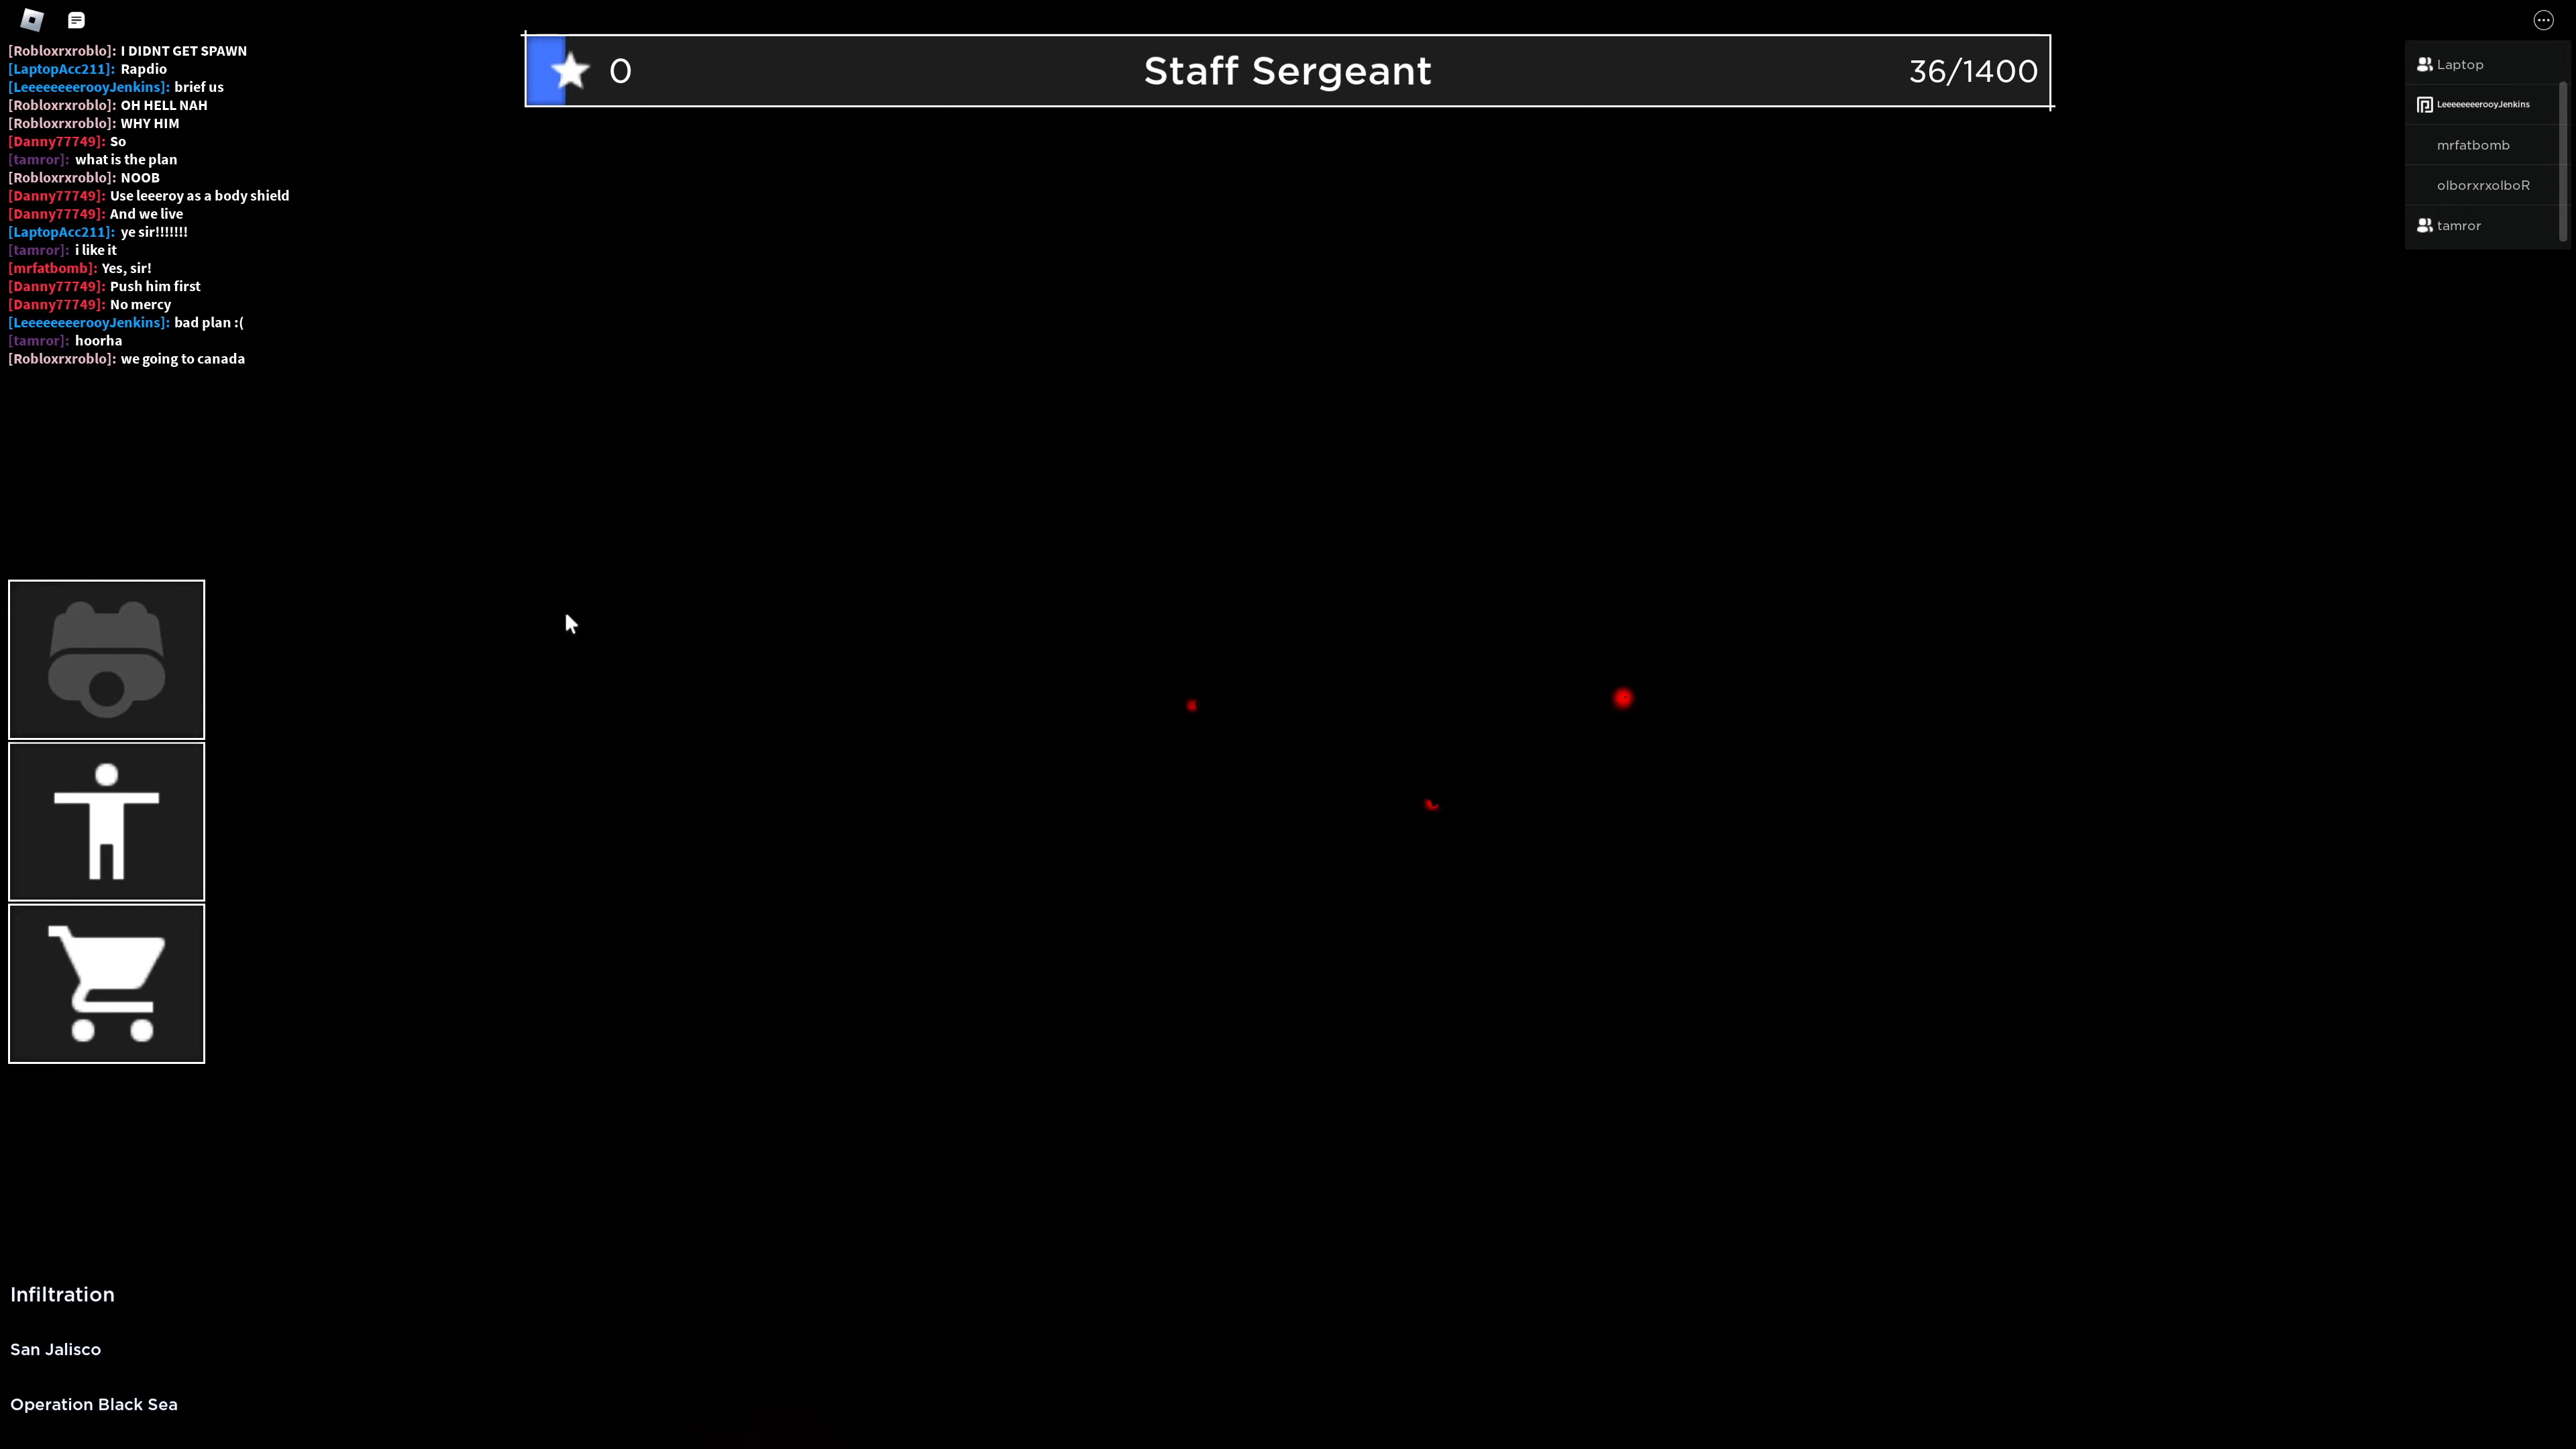 [Robloxrxroblo]: I DIDNT GET SPAWN
[LaptopAcc211]: Rapdio
[LeeeeeeerooyJenkins]: brief us
[Robloxrxroblo]: OH HELL NAH
[Robloxrxroblo]: WHY HIM
[Danny77749]: So
[tamror]: what is the plan
[Robloxrxroblo]: NOOB
[Danny77749]: Use leeeroy as a body shield
[Danny77749]: And we live
[LaptopAcc211]: ye sir!!!!!!!
[tamror]: i like it
[mrfatbomb]: Yes, sir!
[Danny77749]: Push him first
[Danny77749]: No mercy
[LeeeeeeerooyJenkins]: bad plan :(
[tamror]: hoorha
[Robloxrxroblo]: we going to canada
0 Staff Sergeant 36/1400
Laptop
LeeeeeeerooyJenkins
mrfatbomb
olborxrxolboR
tamror
Infiltration
San Jalisco
Operation Black Sea